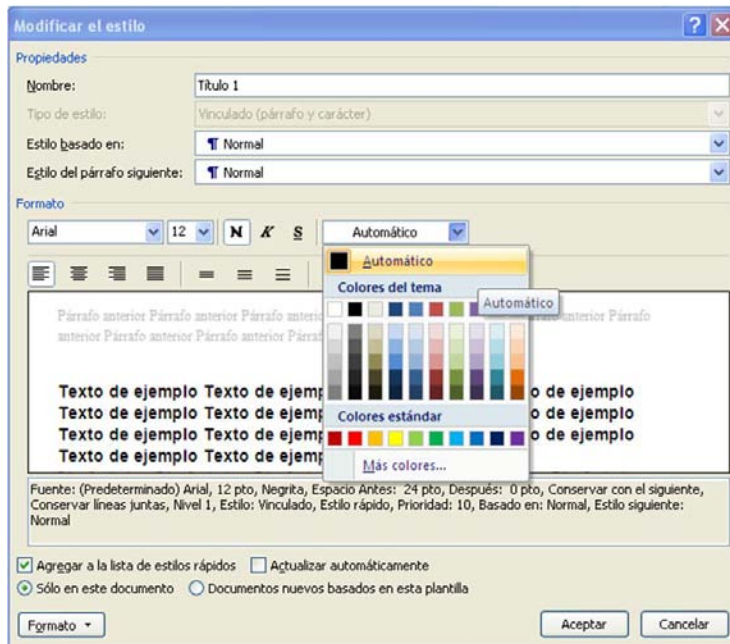 Modificar el estilo
Propiedades
Nombre: Título 1
Tipo de estilo: Vinculado (párrafo y carácter)
Estilo basado en: ¶ Normal
Estilo del párrafo siguiente: ¶ Normal
Formato
Arial 12 N K S Automático
Automático
Colores del tema
Automático
Párrafo anterior Párrafo anterior Párrafo anterior Párrafo
anterior Párrafo anterior Párrafo anterior Párrafo
Texto de ejemplo Texto de ejemp o de ejemplo
Texto de ejemplo Texto de ejemp o de ejemplo
Texto de ejemplo Texto de ejemp o de ejemplo
Texto de ejemplo Texto de ejemp o de ejemplo
Colores estándar
Más colores...
Fuente: (Predeterminado) Arial, 12 pto, Negrita, Espacio Antes: 24 pto, Después: 0 pto, Conservar con el siguiente,
Conservar líneas juntas, Nivel 1, Estilo: Vinculado, Estilo rápido, Prioridad: 10, Basado en: Normal, Estilo siguiente:
Normal
Agregar a la lista de estilos rápidos Actualizar automáticamente
Sólo en este documento Documentos nuevos basados en esta plantilla
Formato Aceptar Cancelar